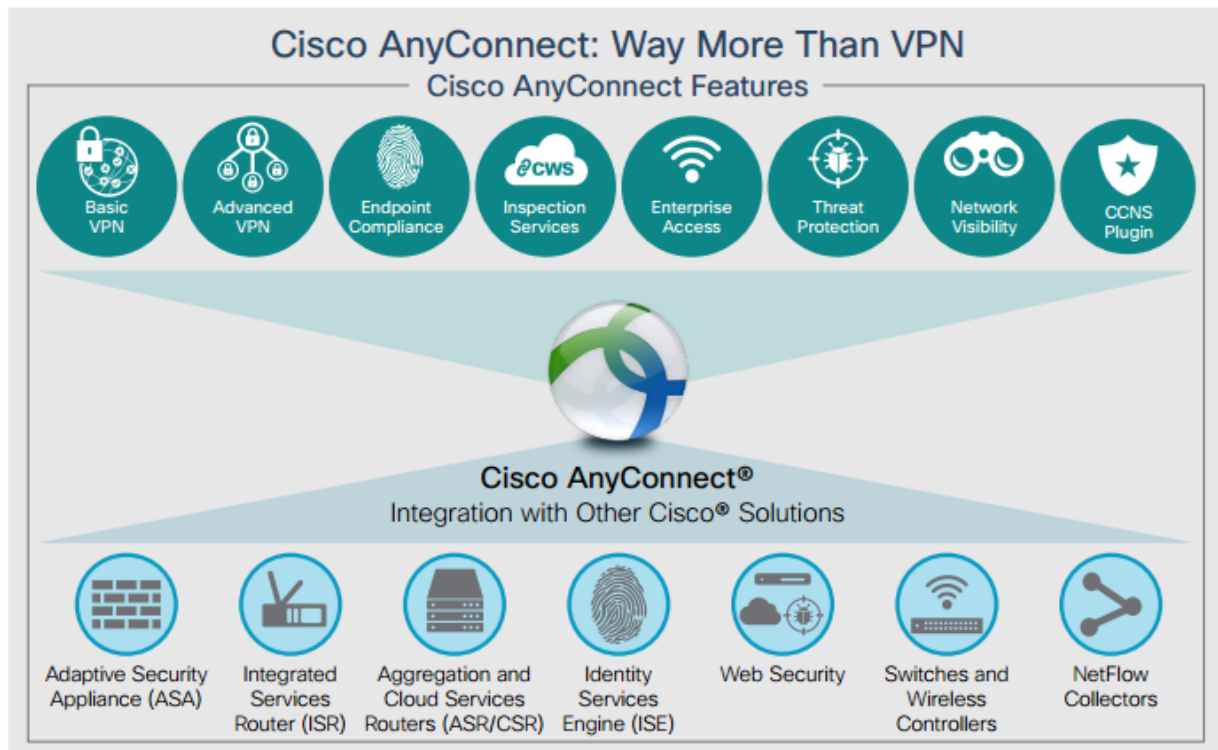 Cisco AnyConnect: Way More Than VPN
Cisco AnyConnect Features
Basic
VPN
Advanced
VPN
Endpoint
Compliance
CWS
Inspection
Services
Enterprise
Access
Threat
Protection
Network
Visibility
CCNS
Plugin
Cisco AnyConnect®
Integration with Other Cisco® Solutions
Adaptive Security
Appliance (ASA)
Integrated
Services
Router (ISR)
Aggregation and
Cloud Services
Routers (ASR/CSR)
Identity
Services
Engine (ISE)
Web Security
Switches and
Wireless
Controllers
NetFlow
Collectors